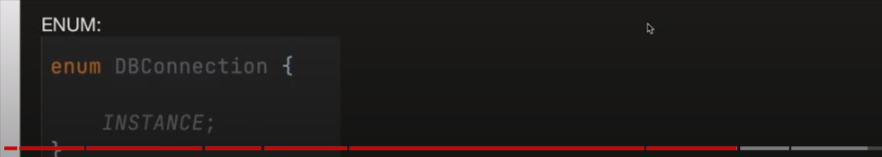 ENUM:
enum DBConnection {
INSTANCE;
}